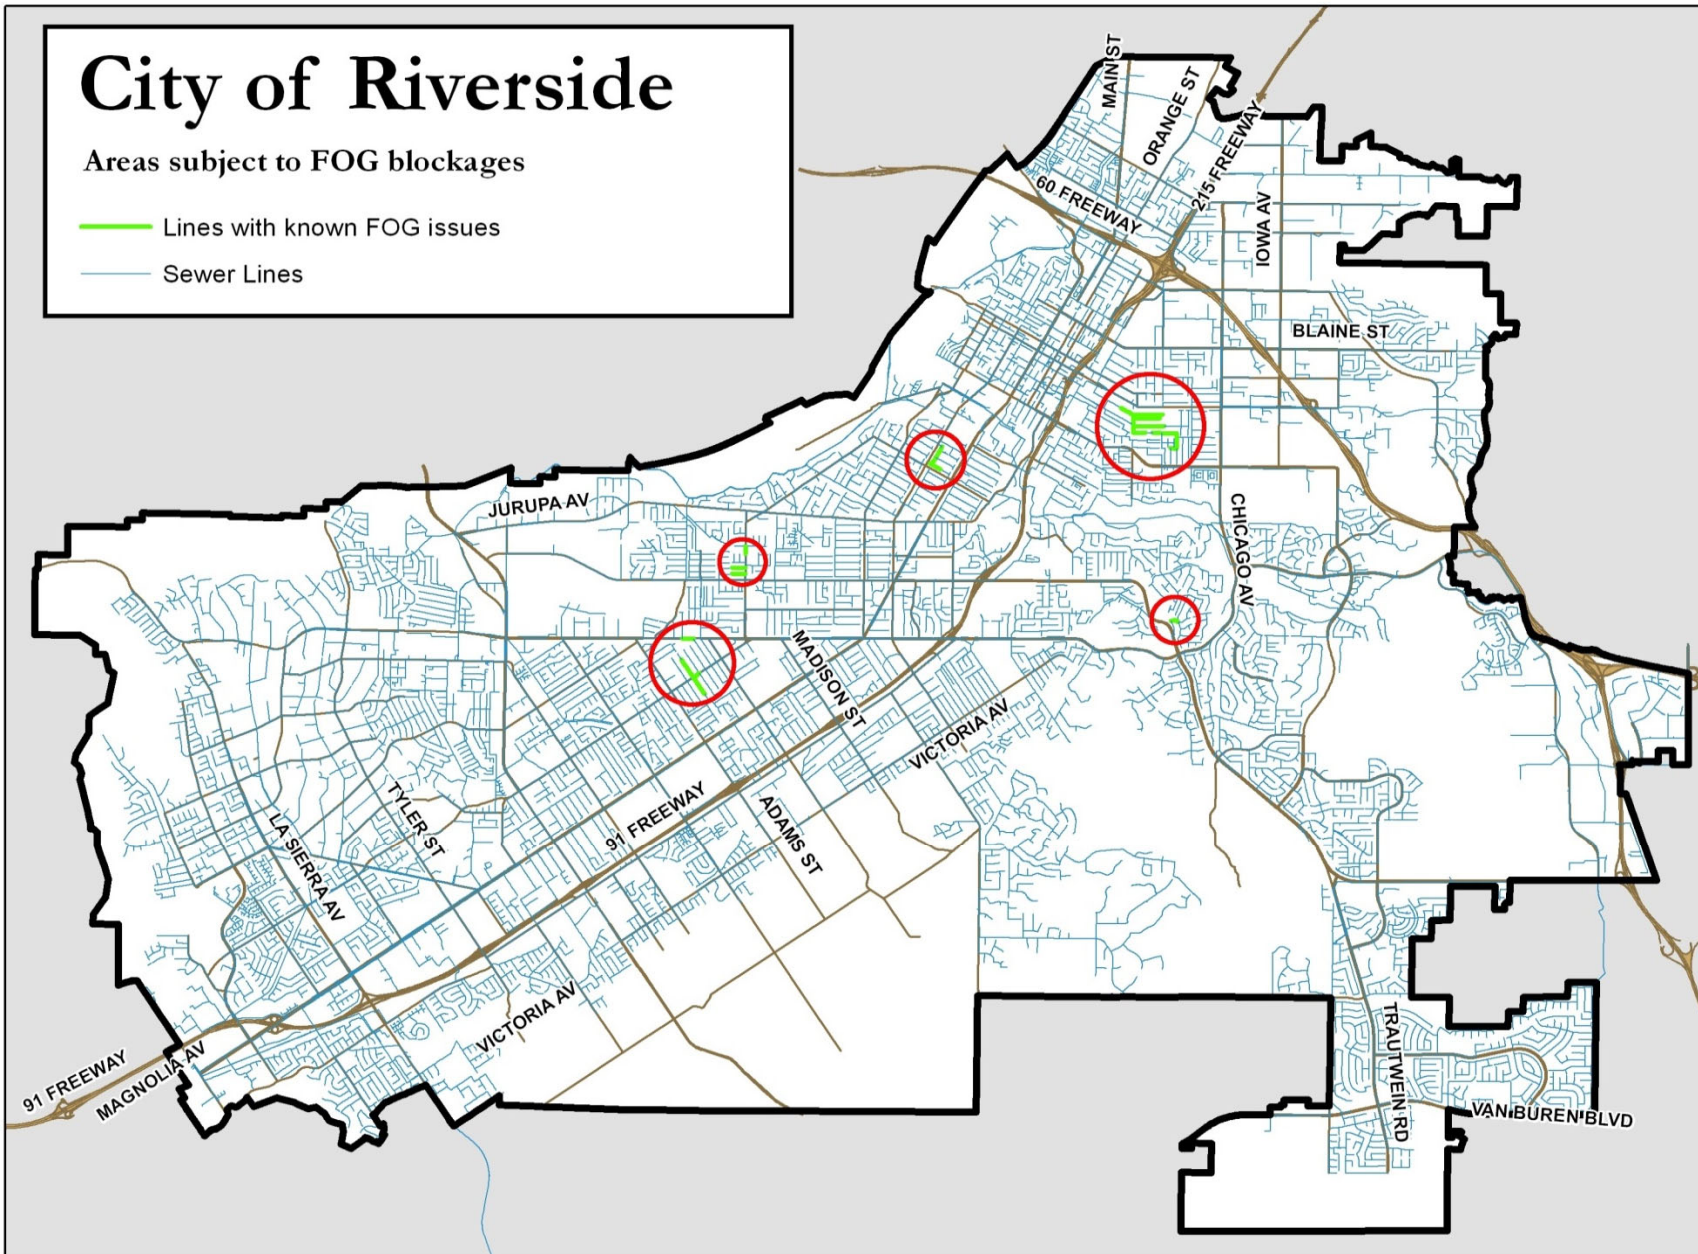 City of Riverside
Areas subject to FOG blockages
Lines with known FOG issues
Sewer Lines
MAIN ST
ORANGE ST
215 FREEWAY
60 FREEWAY
IOWA AV
BLAINE ST
JURUPA AV
CHICAGO AV
MADISON ST
VICTORIA AV
TYLER ST
91 FREEWAY
ADAMS ST
LA SIERRA AV
VICTORIA AV
91 FREEWAY
MAGNOLIA AV
TRAUTWEIN RD
VAN BUREN BLVD